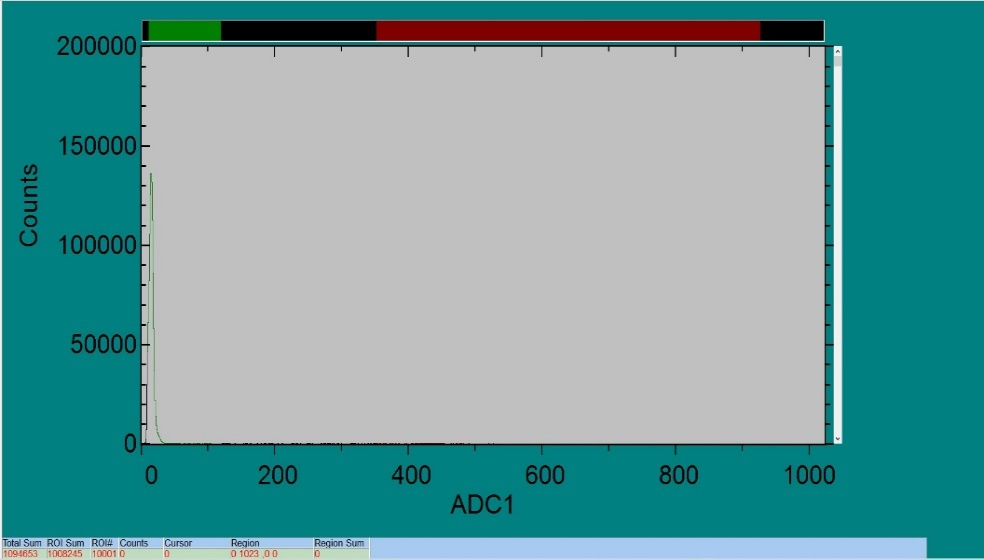 200000
150000
100000
50000
0
Counts
0 200 400 600 800 1000
ADC1
Total Sum ROI Sum ROI# Counts Cursor Region Region Sum
1094653 1008245 10001 0 0 0 1023 ,0 0 0